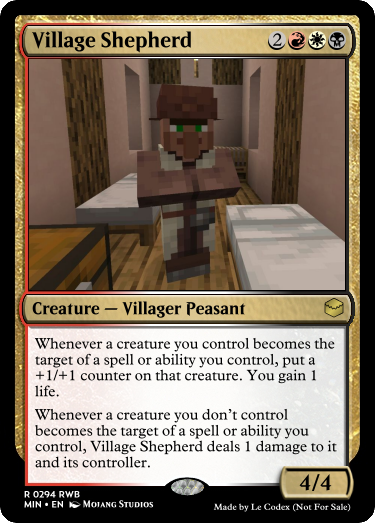 Village Shepherd 2
Creature — Villager Peasant
Whenever a creature you control becomes the
target of a spell or ability you control, put a
+1/+1 counter on that creature. You gain 1
life.
Whenever a creature you don't control
becomes the target of a spell or ability you
control, Village Shepherd deals 1 damage to it
and its controller.
4/4
R 0294 RWB
MIN • EN Mojang Studios
Made by Le Codex (Not For Sale)